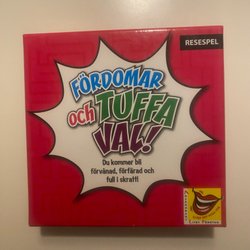 RESESPEL
FÖRDOMAR
och TUFFA
VAL!
Du kommer bli
förvånad, förfärad och
full i skratt!